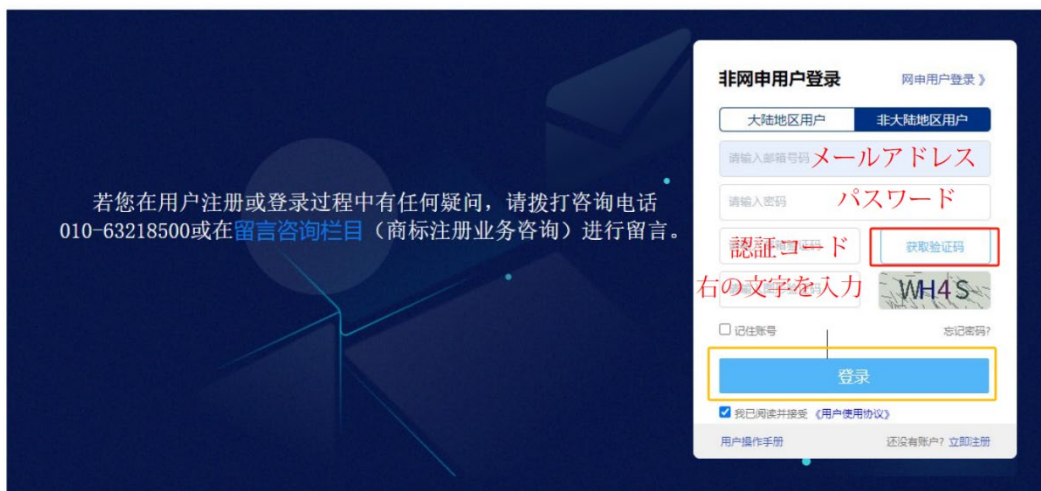 若您在用户注册或登录过程中有任何疑问，请拨打咨询电话
010-63218500或在留言咨询栏目（商标注册业务咨询）进行留言。
非网申用户登录
网申用户登录 》
大陆地区用户
非大陆地区用户
请输入邮箱号码
メールアドレス
请输入密码
パスワード
認証コード
获取验证码
右の文字を入力
WH4S
记住账号
忘记密码?
登录
我已阅读并接受 《用户使用协议》
用户操作手册
还没有账户? 立即注册